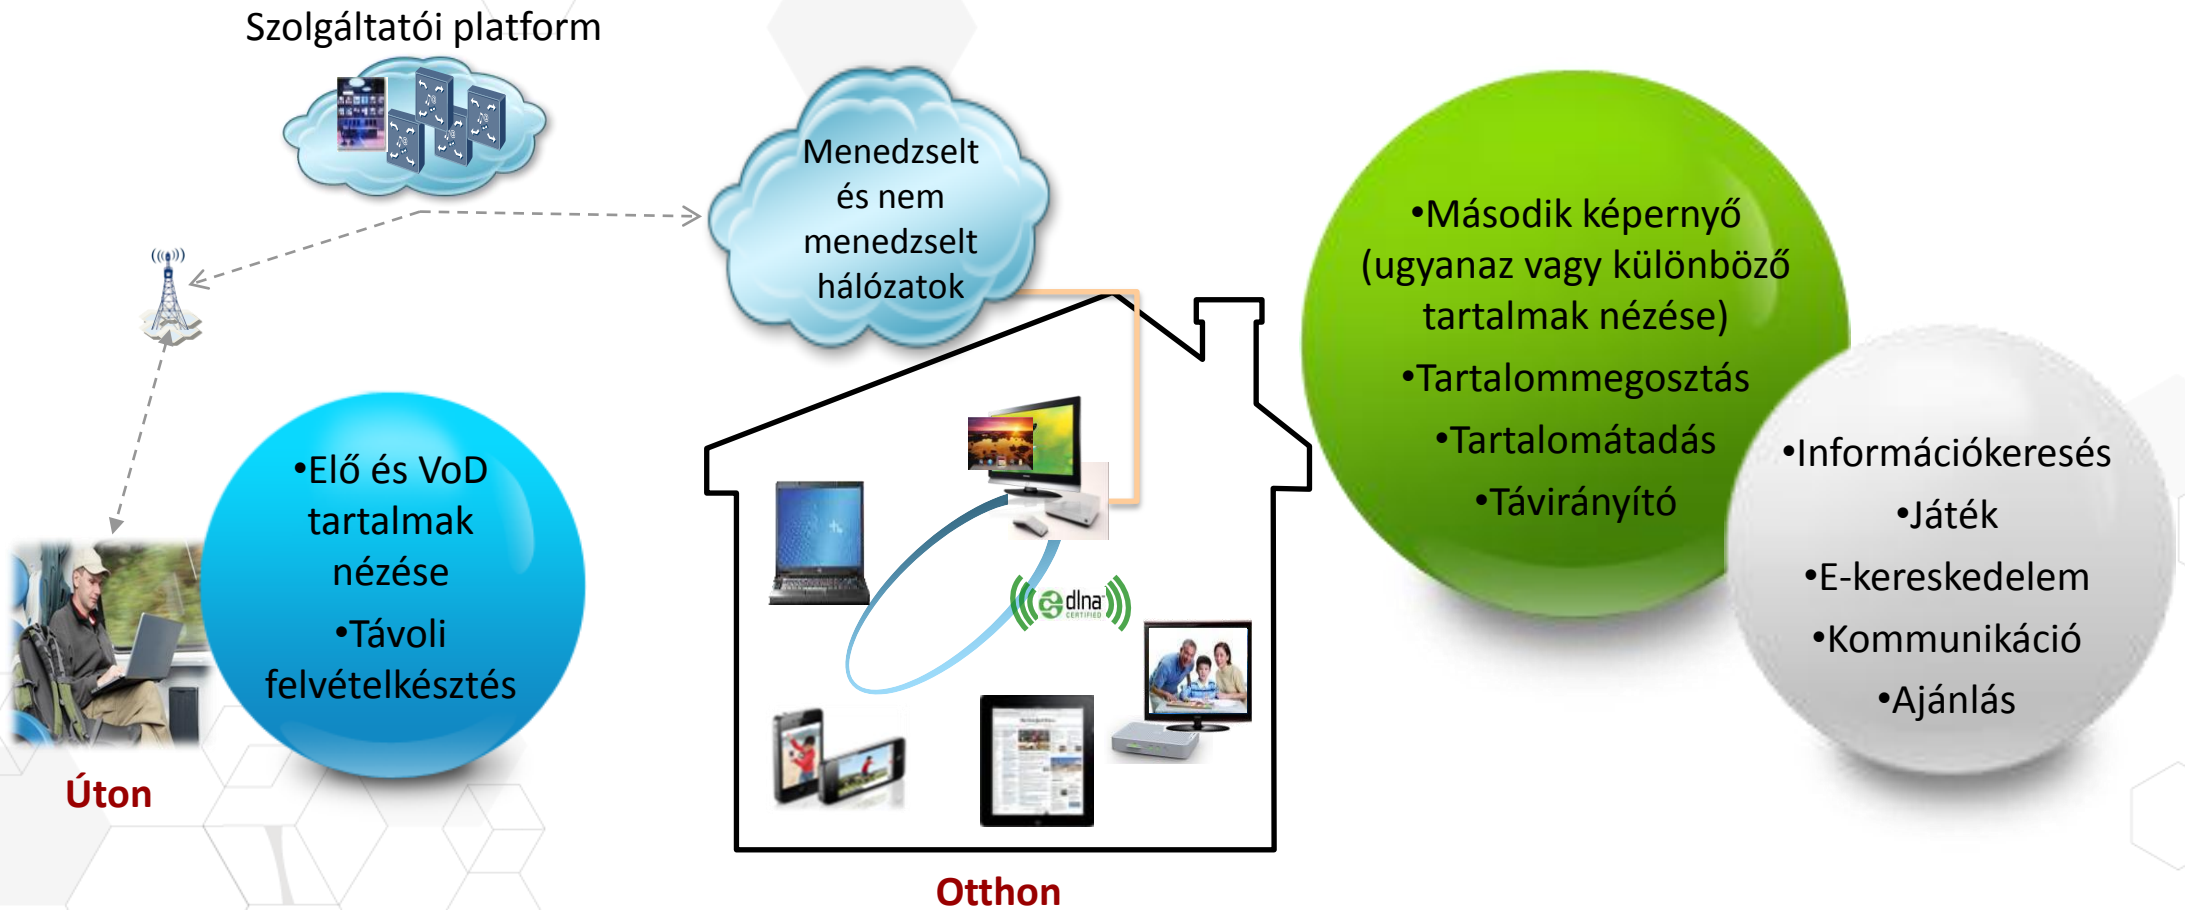 Szolgáltatói platform
Menedzselt
és nem
menedzselt
hálózatok
•Második képernyő
(ugyanaz vagy különböző
tartalmak nézése)
•Tartalommegosztás
•Tartalomátadás
•Távirányító
•Információkeresés
•Játék
•E-kereskedelem
•Kommunikáció
•Ajánlás
•Elő és VoD
tartalmak
nézése
•Távoli
felvételkésztés
dlna
CERTIFIED
Úton
Otthon